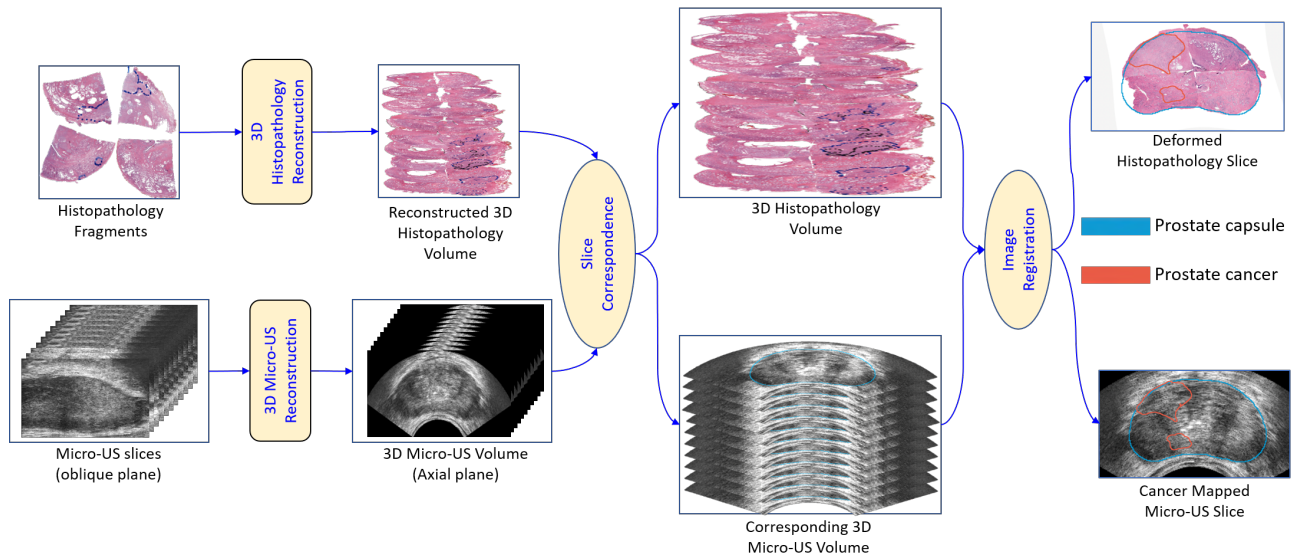 Histopathology
Fragments
3D
Histopathology
Reconstruction
Reconstructed 3D
Histopathology
Volume
Micro-US slices
(oblique plane)
3D Micro-US
Reconstruction
3D Micro-US Volume
(Axial plane)
Slice
Correspondence
3D Histopathology
Volume
Corresponding 3D
Micro-US Volume
Image
Registration
Deformed
Histopathology Slice
Prostate capsule
Prostate cancer
Cancer Mapped
Micro-US Slice